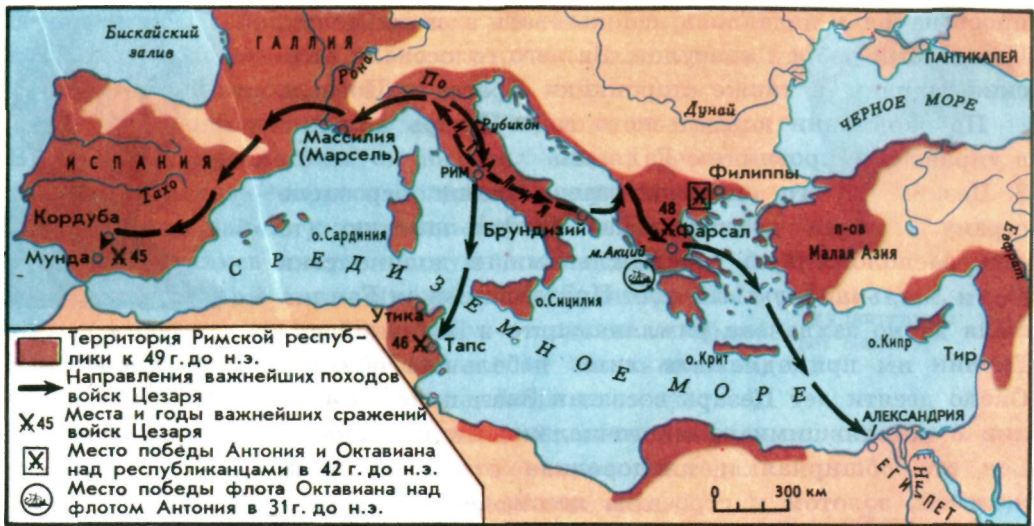 Бискайский
залив
ГАЛЛИЯ
Рона
По
Рубикон
Дунай
ПАНТИКАПЕЙ
ЧЕРНОЕ МОРЕ
Массилия
(Марсель)
ИСПАНИЯ
Тахо
ИТАЛИЯ
РИМ
Филиппы
Кордуба
Мунда
45
о.Сардиния
Брундизий
48
Фарсал
м.Акций
п-ов
Малая Азия
Евфрат
СРЕДИЗЕМНОЕ МОРЕ
о.Сицилия
Утика
46
Тапс
о.Крит
о.Кипр
Тир
АЛЕКСАНДРИЯ
ЕГИПЕТ
Нил
0 300 км
Территория Римской респуб-
лики к 49 г. до н.э.
Направления важнейших походов
войск Цезаря
45 Места и годы важнейших сражений
войск Цезаря
Место победы Антония и Октавиана
над республиканцами в 42 г. до н.э.
Место победы флота Октавиана над
флотом Антония в 31 г. до н.э.